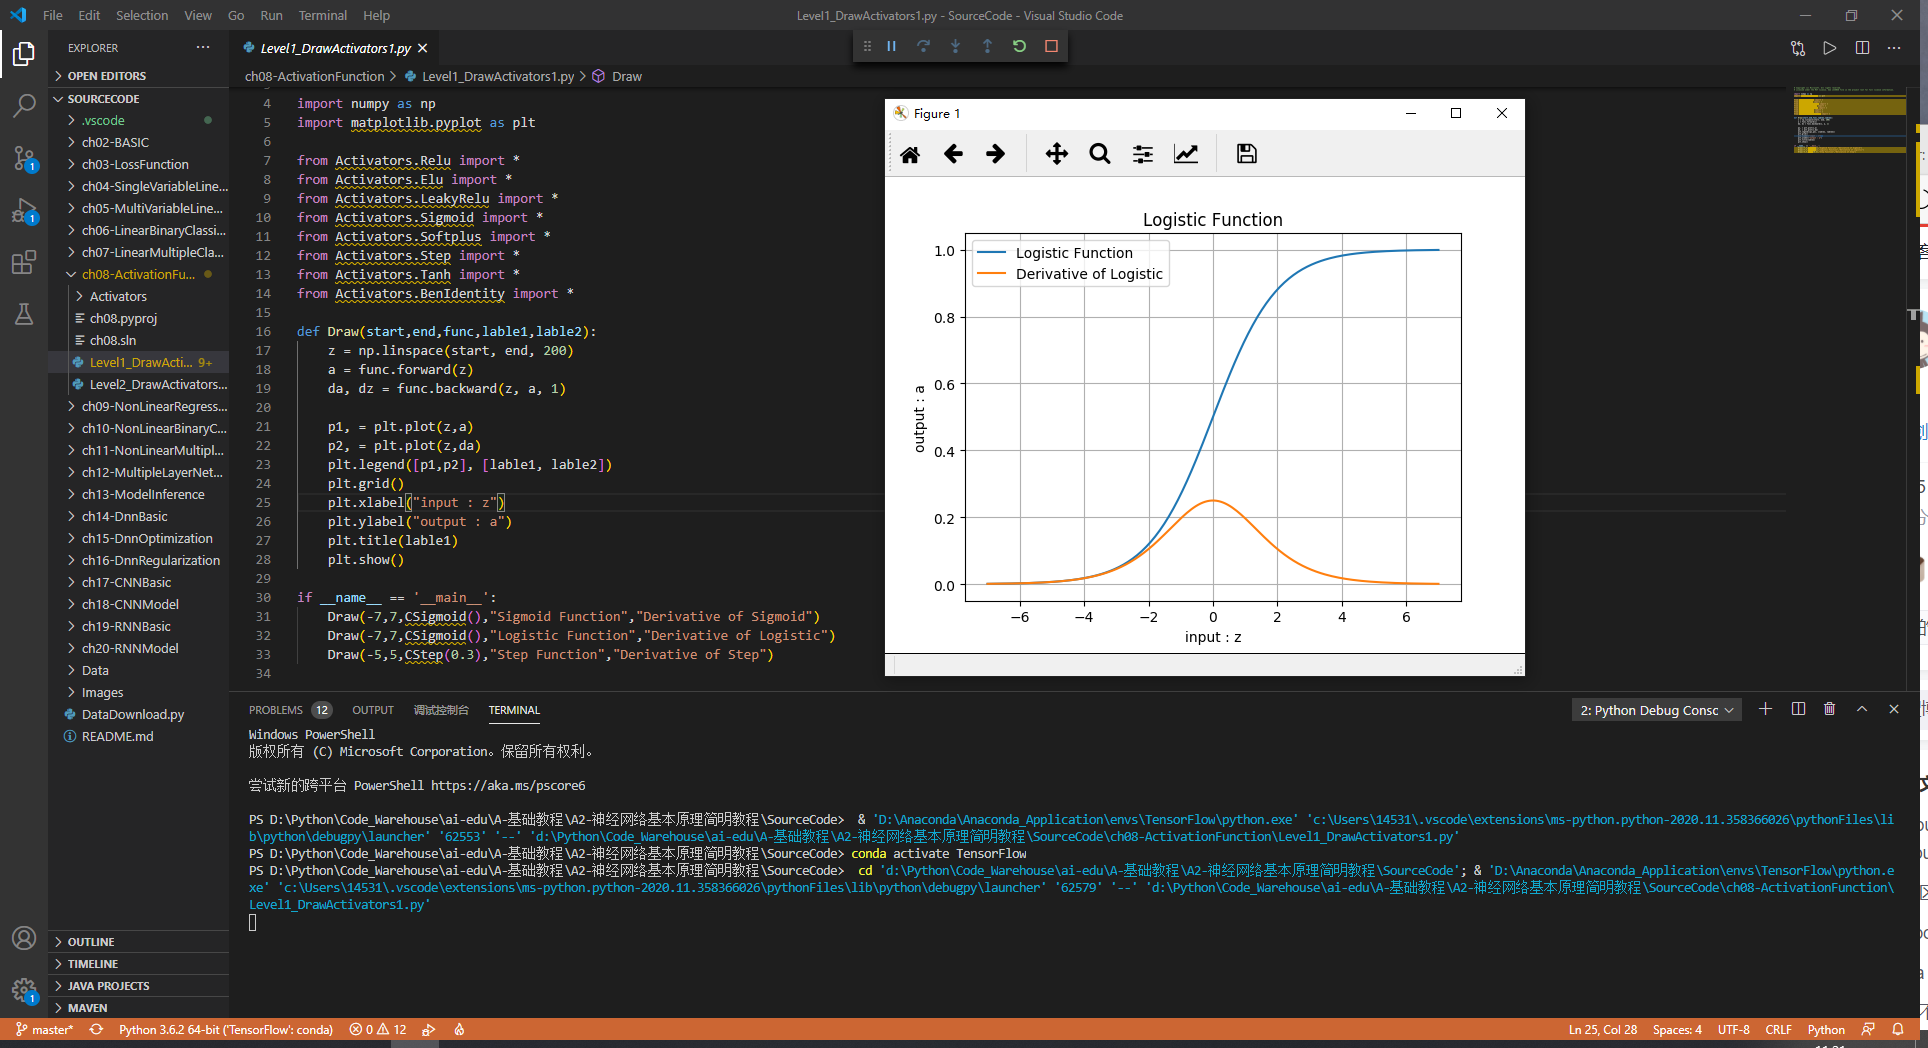 File Edit Selection View Go Run Terminal Help
Level1_DrawActivators1.py - SourceCode - Visual Studio Code
EXPLORER
OPEN EDITORS
SOURCECODE
.vscode
ch02-BASIC
ch03-LossFunction
ch04-SingleVariableLine...
ch05-MultiVariableLine...
ch06-LinearBinaryClassi...
ch07-LinearMultipleCla...
ch08-ActivationFu...
Activators
ch08.pyproj
ch08.sln
Level1_DrawActi... 9+
Level2_DrawActivators...
ch09-NonLinearRegress...
ch10-NonLinearBinaryC...
ch11-NonLinearMultipl...
ch12-MultipleLayerNet...
ch13-ModelInference
ch14-DnnBasic
ch15-DnnOptimization
ch16-DnnRegularization
ch17-CNNBasic
ch18-CNNModel
ch19-RNNBasic
ch20-RNNModel
Data
Images
DataDownload.py
README.md
OUTLINE
TIMELINE
JAVA PROJECTS
MAVEN
1
1
1
Level1_DrawActivators1.py
ch08-ActivationFunction > Level1_DrawActivators1.py > Draw
4 import numpy as np
5 import matplotlib.pyplot as plt
6
7 from Activators.Relu import *
8 from Activators.Elu import *
9 from Activators.LeakyRelu import *
10 from Activators.Sigmoid import *
11 from Activators.Softplus import *
12 from Activators.Step import *
13 from Activators.Tanh import *
14 from Activators.BenIdentity import *
15
16 def Draw(start,end,func,lable1,lable2):
17 z = np.linspace(start, end, 200)
18 a = func.forward(z)
19 da, dz = func.backward(z, a, 1)
20
21 p1, = plt.plot(z,a)
22 p2, = plt.plot(z,da)
23 plt.legend([p1,p2], [lable1, lable2])
24 plt.grid()
25 plt.xlabel("input : z")
26 plt.ylabel("output : a")
27 plt.title(lable1)
28 plt.show()
29
30 if __name__ == '__main__':
31 Draw(-7,7,CSigmoid(),"Sigmoid Function","Derivative of Sigmoid")
32 Draw(-7,7,CSigmoid(),"Logistic Function","Derivative of Logistic")
33 Draw(-5,5,CStep(0.3),"Step Function","Derivative of Step")
34
Figure 1
Logistic Function
Logistic Function
Derivative of Logistic
1.0
0.8
0.6
0.4
0.2
0.0
output : a
−6 −4 −2 0 2 4 6
input : z
PROBLEMS 12 OUTPUT 调试控制台 TERMINAL
2: Python Debug Consc
Windows PowerShell
版权所有 (C) Microsoft Corporation。保留所有权利。
尝试新的跨平台 PowerShell https://aka.ms/pscore6
PS D:\Python\Code_Warehouse\ai-edu\A-基础教程\A2-神经网络基本原理简明教程\SourceCode> & 'D:\Anaconda\Anaconda_Application\envs\TensorFlow\python.exe' 'c:\Users\14531\.vscode\extensions\ms-python.python-2020.11.358366026\pythonFiles\li
b\python\debugpy\launcher' '62553' '--' 'd:\Python\Code_Warehouse\ai-edu\A-基础教程\A2-神经网络基本原理简明教程\SourceCode\ch08-ActivationFunction\Level1_DrawActivators1.py'
PS D:\Python\Code_Warehouse\ai-edu\A-基础教程\A2-神经网络基本原理简明教程\SourceCode> conda activate TensorFlow
PS D:\Python\Code_Warehouse\ai-edu\A-基础教程\A2-神经网络基本原理简明教程\SourceCode> cd 'd:\Python\Code_Warehouse\ai-edu\A-基础教程\A2-神经网络基本原理简明教程\SourceCode'; & 'D:\Anaconda\Anaconda_Application\envs\TensorFlow\python.e
xe' 'c:\Users\14531\.vscode\extensions\ms-python.python-2020.11.358366026\pythonFiles\lib\python\debugpy\launcher' '62579' '--' 'd:\Python\Code_Warehouse\ai-edu\A-基础教程\A2-神经网络基本原理简明教程\SourceCode\ch08-ActivationFunction\
Level1_DrawActivators1.py'
master* Python 3.6.2 64-bit ('TensorFlow': conda) 0 12
Ln 25, Col 28 Spaces: 4 UTF-8 CRLF Python